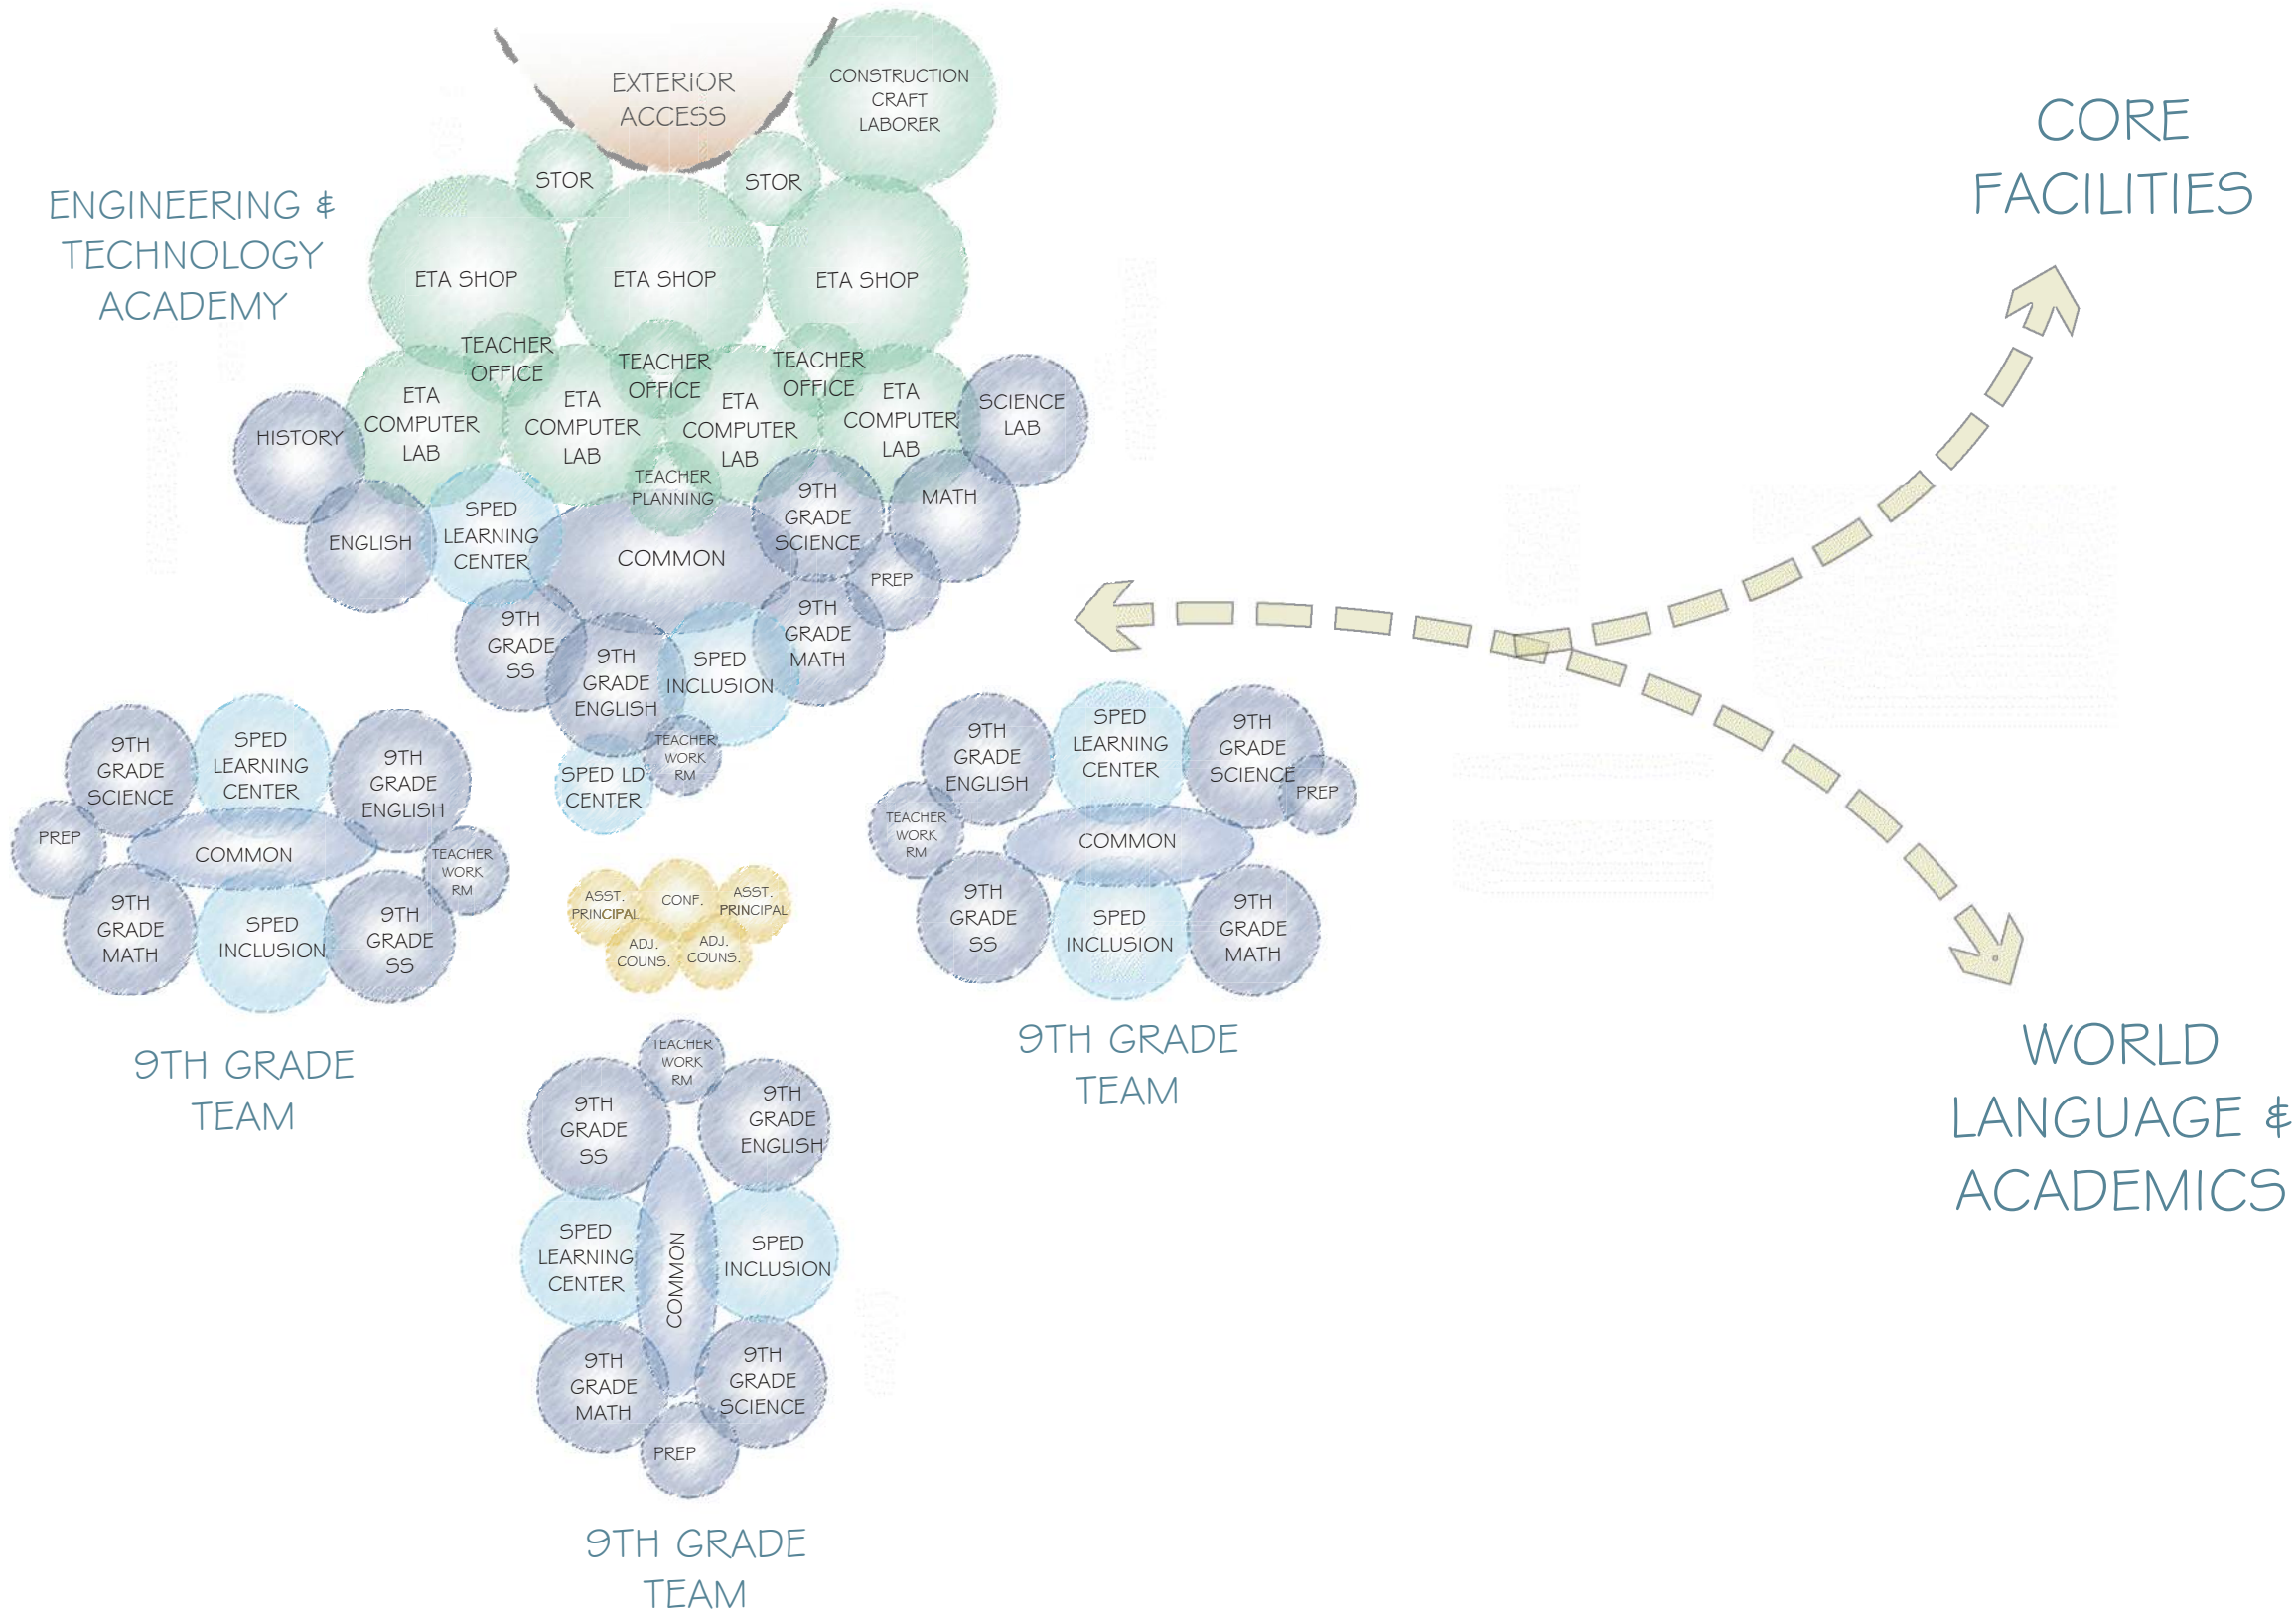 EXTERIOR
ACCESS
CONSTRUCTION
CRAFT
LABORER
CORE
FACILITIES
ENGINEERING &
TECHNOLOGY
ACADEMY
STOR
STOR
ETA SHOP
ETA SHOP
ETA SHOP
TEACHER
OFFICE
TEACHER
OFFICE
TEACHER
OFFICE
HISTORY
ETA
COMPUTER
LAB
ETA
COMPUTER
LAB
ETA
COMPUTER
LAB
ETA
COMPUTER
LAB
SCIENCE
LAB
ENGLISH
SPED
LEARNING
CENTER
TEACHER
PLANNING
COMMON
9TH
GRADE
SCIENCE
MATH
PREP
9TH
GRADE
SS
9TH
GRADE
ENGLISH
SPED
INCLUSION
9TH
GRADE
MATH
SPED LD
CENTER
TEACHER
WORK
RM
9TH
GRADE
SCIENCE
SPED
LEARNING
CENTER
9TH
GRADE
ENGLISH
PREP
COMMON
TEACHER
WORK
RM
9TH
GRADE
MATH
SPED
INCLUSION
9TH
GRADE
SS
9TH GRADE
TEAM
ASST.
PRINCIPAL
CONF.
ASST.
PRINCIPAL
ADJ.
COUNS.
ADJ.
COUNS.
9TH
GRADE
ENGLISH
SPED
LEARNING
CENTER
9TH
GRADE
SCIENCE
PREP
TEACHER
WORK
RM
COMMON
9TH
GRADE
SS
SPED
INCLUSION
9TH
GRADE
MATH
9TH GRADE
TEAM
WORLD
LANGUAGE &
ACADEMICS
TEACHER
WORK
RM
9TH
GRADE
SS
9TH
GRADE
ENGLISH
SPED
LEARNING
CENTER
COMMON
SPED
INCLUSION
9TH
GRADE
MATH
9TH
GRADE
SCIENCE
PREP
9TH GRADE
TEAM